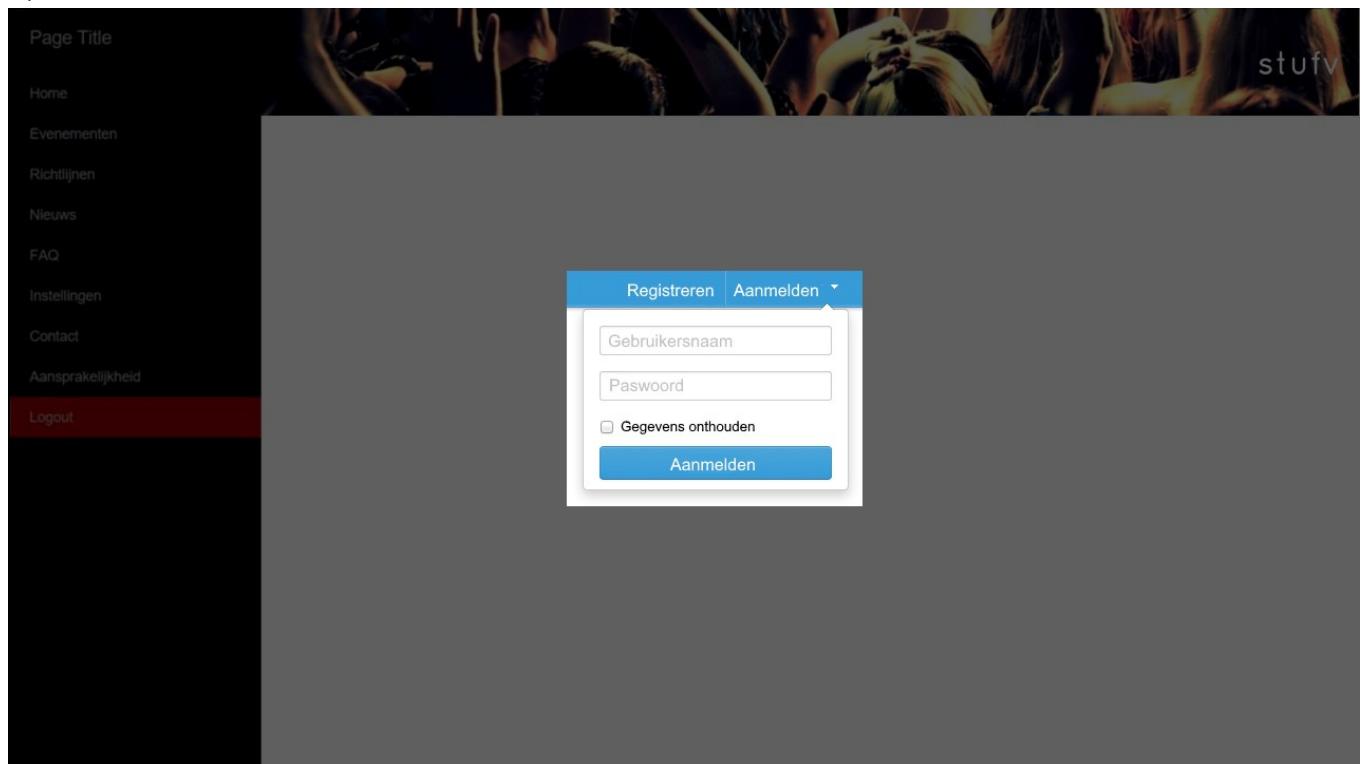 Page Title
stufv
Home
Evenementen
Richtlijnen
Nieuws
FAQ
Instellingen
Contact
Aansprakelijkheid
Logout
Registreren Aanmelden
Gebruikersnaam
Paswoord
Gegevens onthouden
Aanmelden